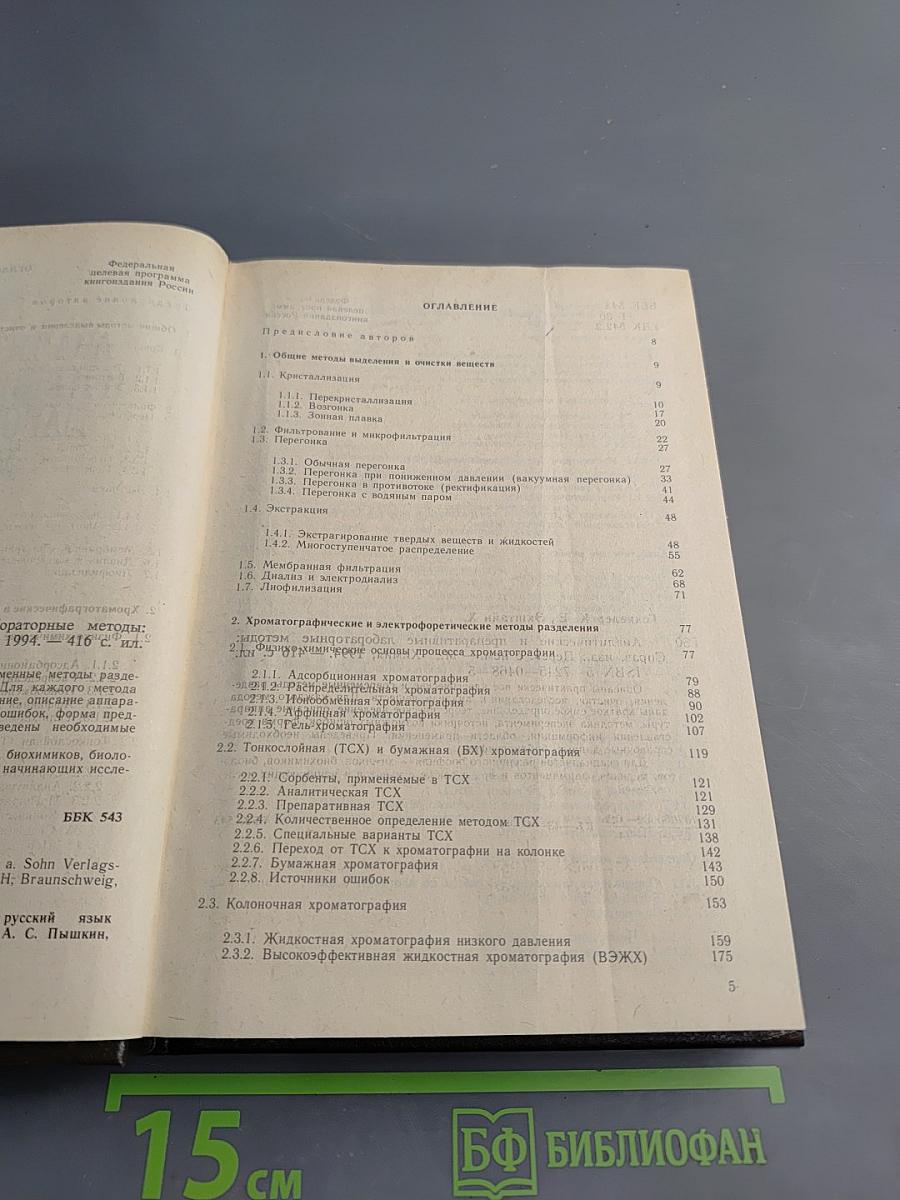 Федеральная
целевая программа
книгоиздания России
ораторные методы:
1994. — 416 с. ил.
менные методы разде-
Для каждого метода
ние, описание аппара-
ошибок, форма пред-
ведены необходимые
биохимиков, биоло-
начинающих иссле-
ББК 543
a. Sohn Verlags-
H; Braunschweig,
русский язык
А. С. Пышкин,
ОГЛАВЛЕНИЕ
Предисловие авторов 8
1. Общие методы выделения и очистки веществ 9
1.1. Кристаллизация 9
1.1.1. Перекристаллизация 10
1.1.2. Возгонка 17
1.1.3. Зонная плавка 20
1.2. Фильтрование и микрофильтрация 22
1.3. Перегонка 27
1.3.1. Обычная перегонка 27
1.3.2. Перегонка при пониженном давлении (вакуумная перегонка) 33
1.3.3. Перегонка в противотоке (ректификация) 41
1.3.4. Перегонка с водяным паром 44
1.4. Экстракция 48
1.4.1. Экстрагирование твердых веществ и жидкостей 48
1.4.2. Многоступенчатое распределение 55
1.5. Мембранная фильтрация 62
1.6. Диализ и электродиализ 68
1.7. Лиофилизация 71
2. Хроматографические и электрофоретические методы разделения 77
2.1. Физико-химические основы процесса хроматографии 77
2.1.1. Адсорбционная хроматография 79
2.1.2. Распределительная хроматография 88
2.1.3. Ионообменная хроматография 90
2.1.4. Аффинная хроматография 102
2.1.5. Гель-хроматография 107
2.2. Тонкослойная (ТСХ) и бумажная (БХ) хроматография 119
2.2.1. Сорбенты, применяемые в ТСХ 121
2.2.2. Аналитическая ТСХ 121
2.2.3. Препаративная ТСХ 129
2.2.4. Количественное определение методом ТСХ 131
2.2.5. Специальные варианты ТСХ 138
2.2.6. Переход от ТСХ к хроматографии на колонке 142
2.2.7. Бумажная хроматография 143
2.2.8. Источники ошибок 150
2.3. Колоночная хроматография 153
2.3.1. Жидкостная хроматография низкого давления 159
2.3.2. Высокоэффективная жидкостная хроматография (ВЭЖХ) 175
5
15 см
БФ БИБЛИОФАН